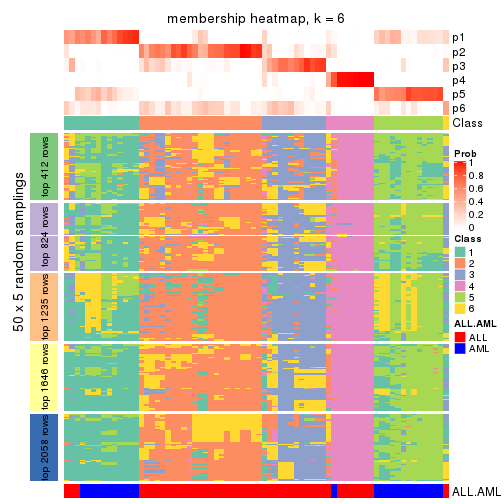 membership heatmap, k = 6
p1
p2
p3
p4
p5
p6
Class
50 x 5 random samplings
top 412 rows
top 824 rows
top 1235 rows
top 1646 rows
top 2058 rows
Prob
1
0.8
0.6
0.4
0.2
0
Class
1
2
3
4
5
6
ALL.AML
ALL
AML
ALL.AML